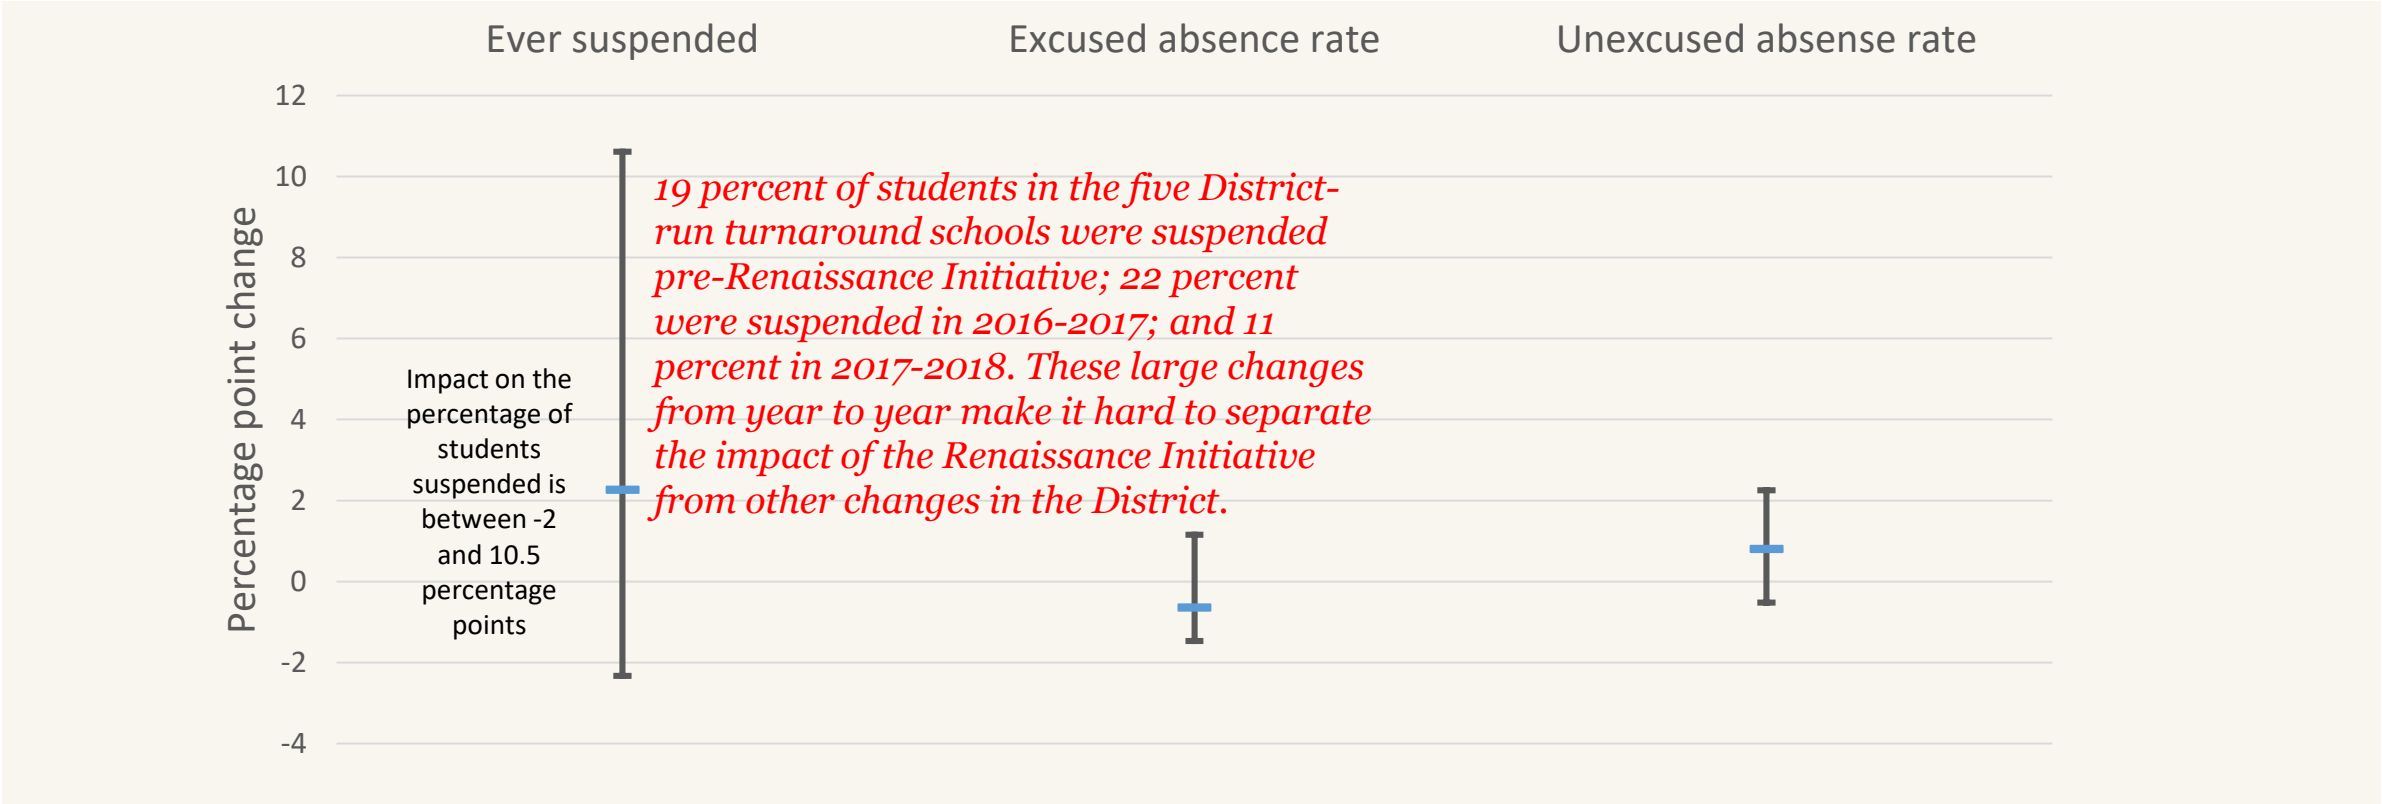 Ever suspended
Excused absence rate
Unexcused absense rate
Percentage point change
12
10
8
6
4
2
0
-2
-4
Impact on the
percentage of
students
suspended is
between -2
and 10.5
percentage
points
19 percent of students in the five District-
run turnaround schools were suspended
pre-Renaissance Initiative; 22 percent
were suspended in 2016-2017; and 11
percent in 2017-2018. These large changes
from year to year make it hard to separate
the impact of the Renaissance Initiative
from other changes in the District.